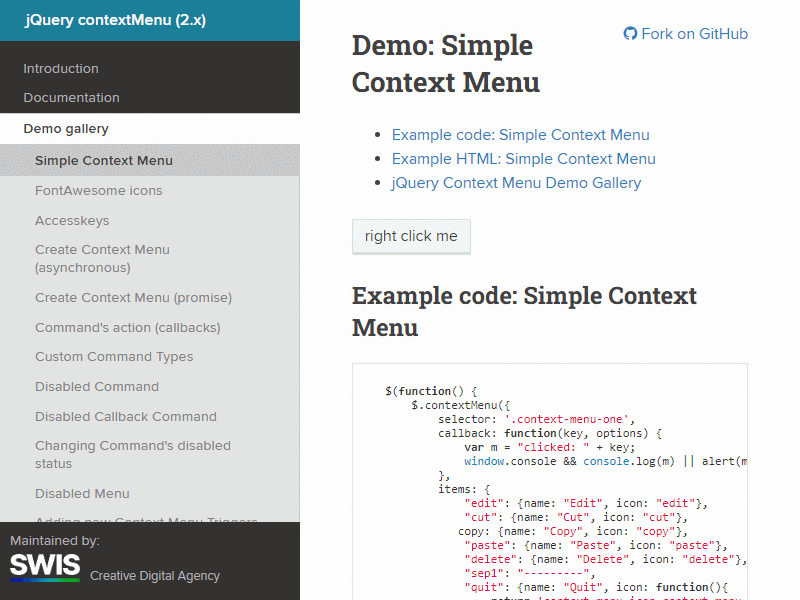 jQuery contextMenu (2.x)
Introduction
Documentation
Demo gallery
Simple Context Menu
FontAwesome icons
Accesskeys
Create Context Menu
(asynchronous)
Create Context Menu (promise)
Command's action (callbacks)
Custom Command Types
Disabled Command
Disabled Callback Command
Changing Command's disabled
status
Disabled Menu
Adding new Context Menu Triggers
Maintained by:
SWIS
Creative Digital Agency
Fork on GitHub
Demo: Simple
Context Menu
Example code: Simple Context Menu
Example HTML: Simple Context Menu
jQuery Context Menu Demo Gallery
right click me
Example code: Simple Context
Menu
$(function() {
$.contextMenu({
selector: '.context-menu-one',
callback: function(key, options) {
var m = "clicked: " + key;
window.console && console.log(m) || alert(m
},
items: {
"edit": {name: "Edit", icon: "edit"},
"cut": {name: "Cut", icon: "cut"},
copy: {name: "Copy", icon: "copy"},
"paste": {name: "Paste", icon: "paste"},
"delete": {name: "Delete", icon: "delete"},
"sep1": "---------",
"quit": {name: "Quit", icon: function(){